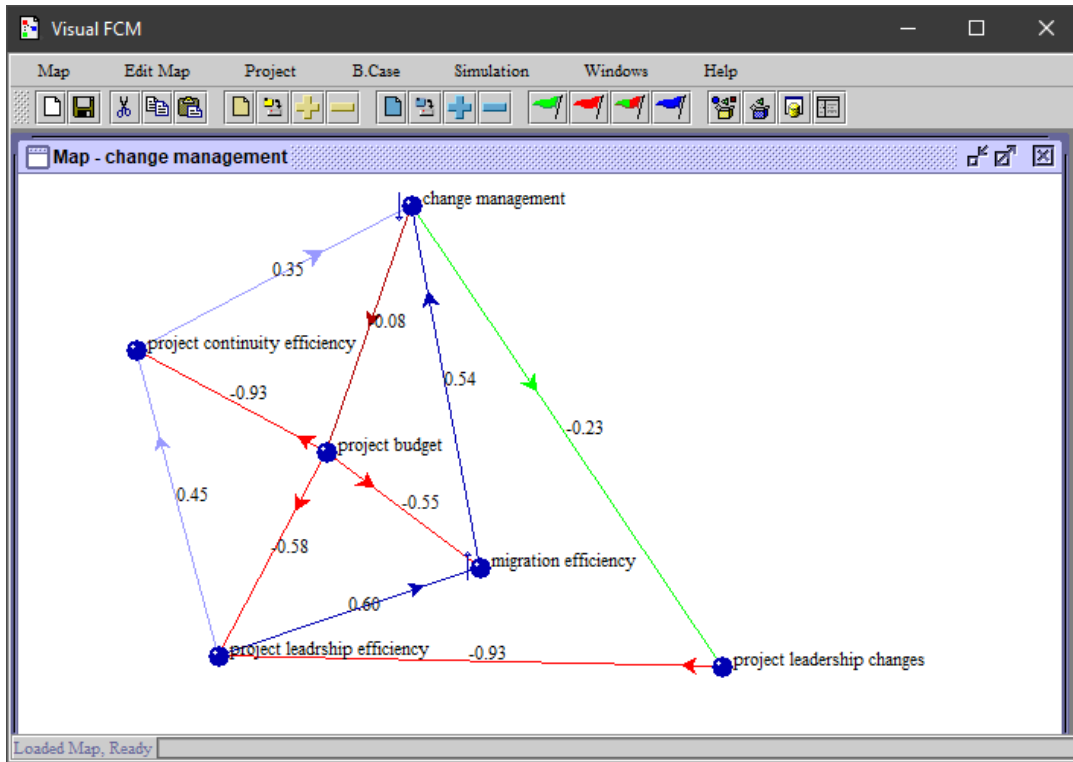 Visual FCM
Map Edit Map Project B.Case Simulation Windows Help
Map - change management
change management
0.35
0.08
project continuity efficiency
0.54
-0.93
-0.23
project budget
0.45
-0.55
-0.58
migration efficiency
0.60
project leadrship efficiency
-0.93
project leadership changes
Loaded Map, Ready